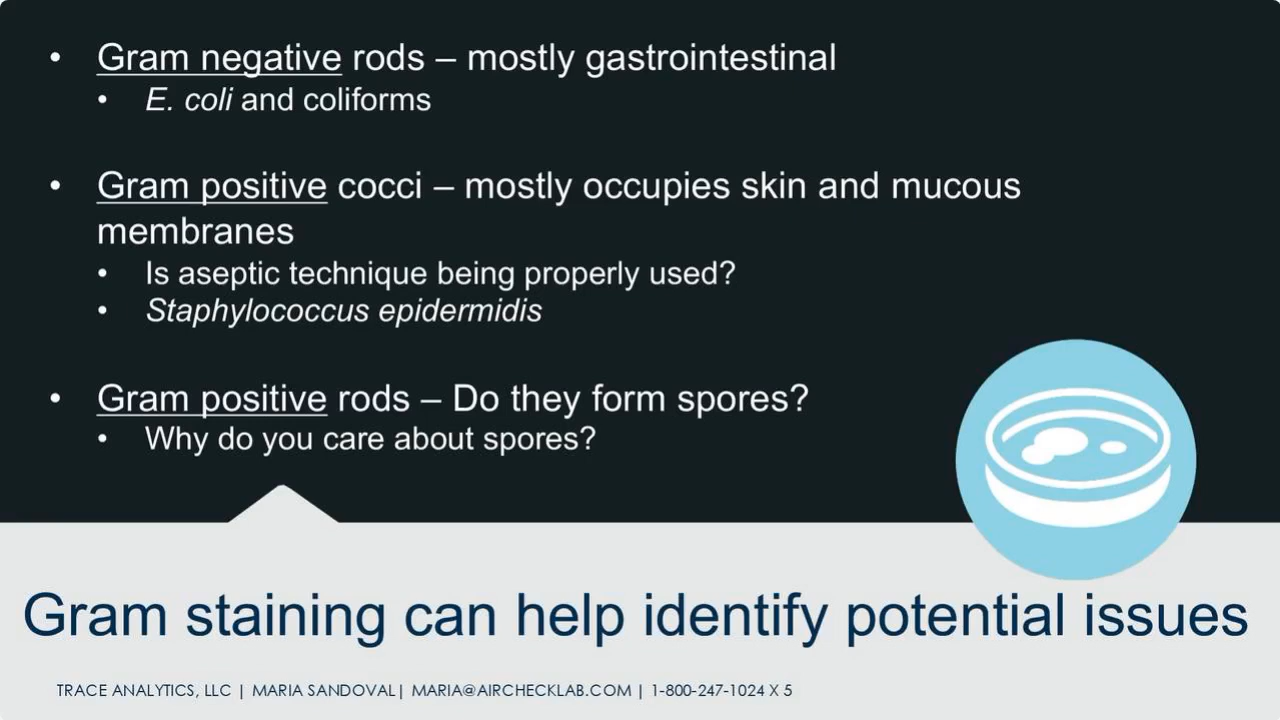 • Gram negative rods – mostly gastrointestinal
• E. coli and coliforms
• Gram positive cocci – mostly occupies skin and mucous
membranes
• Is aseptic technique being properly used?
• Staphylococcus epidermidis
• Gram positive rods – Do they form spores?
• Why do you care about spores?
Gram staining can help identify potential issues
TRACE ANALYTICS, LLC | MARIA SANDOVAL| MARIA@AIRCHECKLAB.COM | 1-800-247-1024 X 5